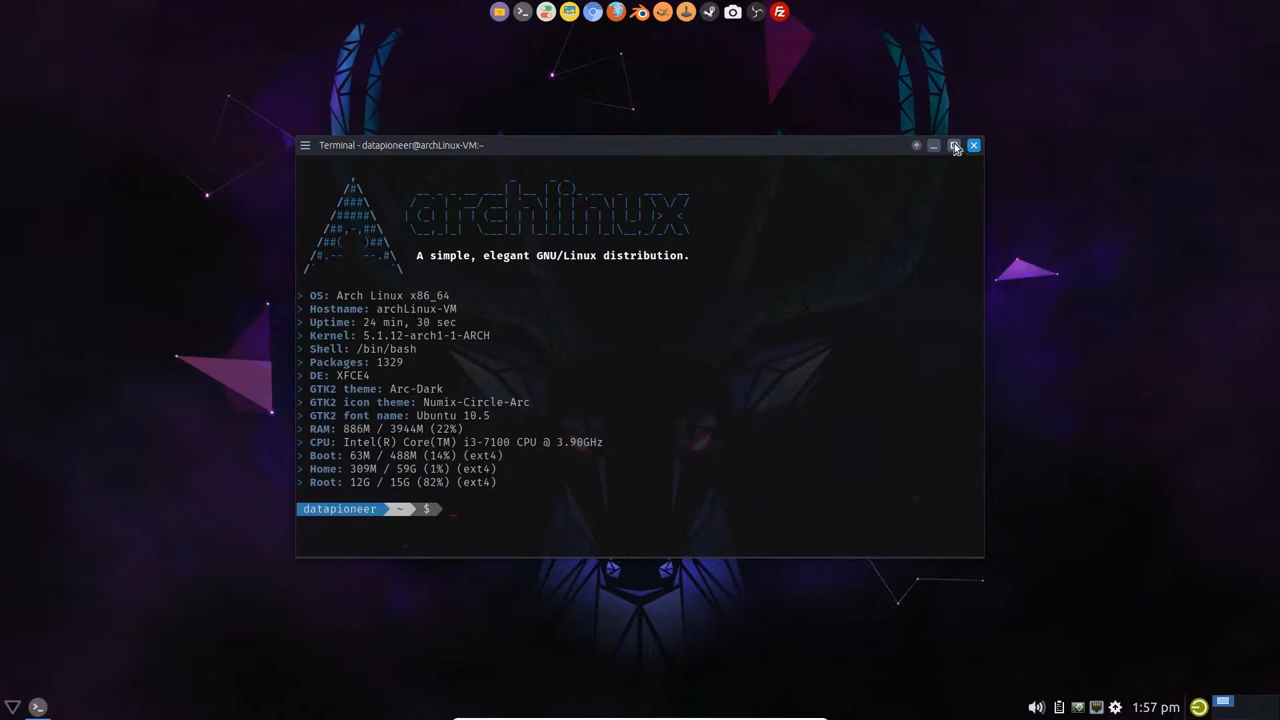 Terminal - datapioneer@archLinux-VM:~
archlinux
A simple, elegant GNU/Linux distribution.
> OS: Arch Linux x86_64
> Hostname: archLinux-VM
> Uptime: 24 min, 30 sec
> Kernel: 5.1.12-arch1-1-ARCH
> Shell: /bin/bash
> Packages: 1329
> DE: XFCE4
> GTK2 theme: Arc-Dark
> GTK2 icon theme: Numix-Circle-Arc
> GTK2 font name: Ubuntu 10.5
> RAM: 886M / 3944M (22%)
> CPU: Intel(R) Core(TM) i3-7100 CPU @ 3.90GHz
> Boot: 63M / 488M (14%) (ext4)
> Home: 309M / 59G (1%) (ext4)
> Root: 12G / 15G (82%) (ext4)
datapioneer ~ $
1:57 pm